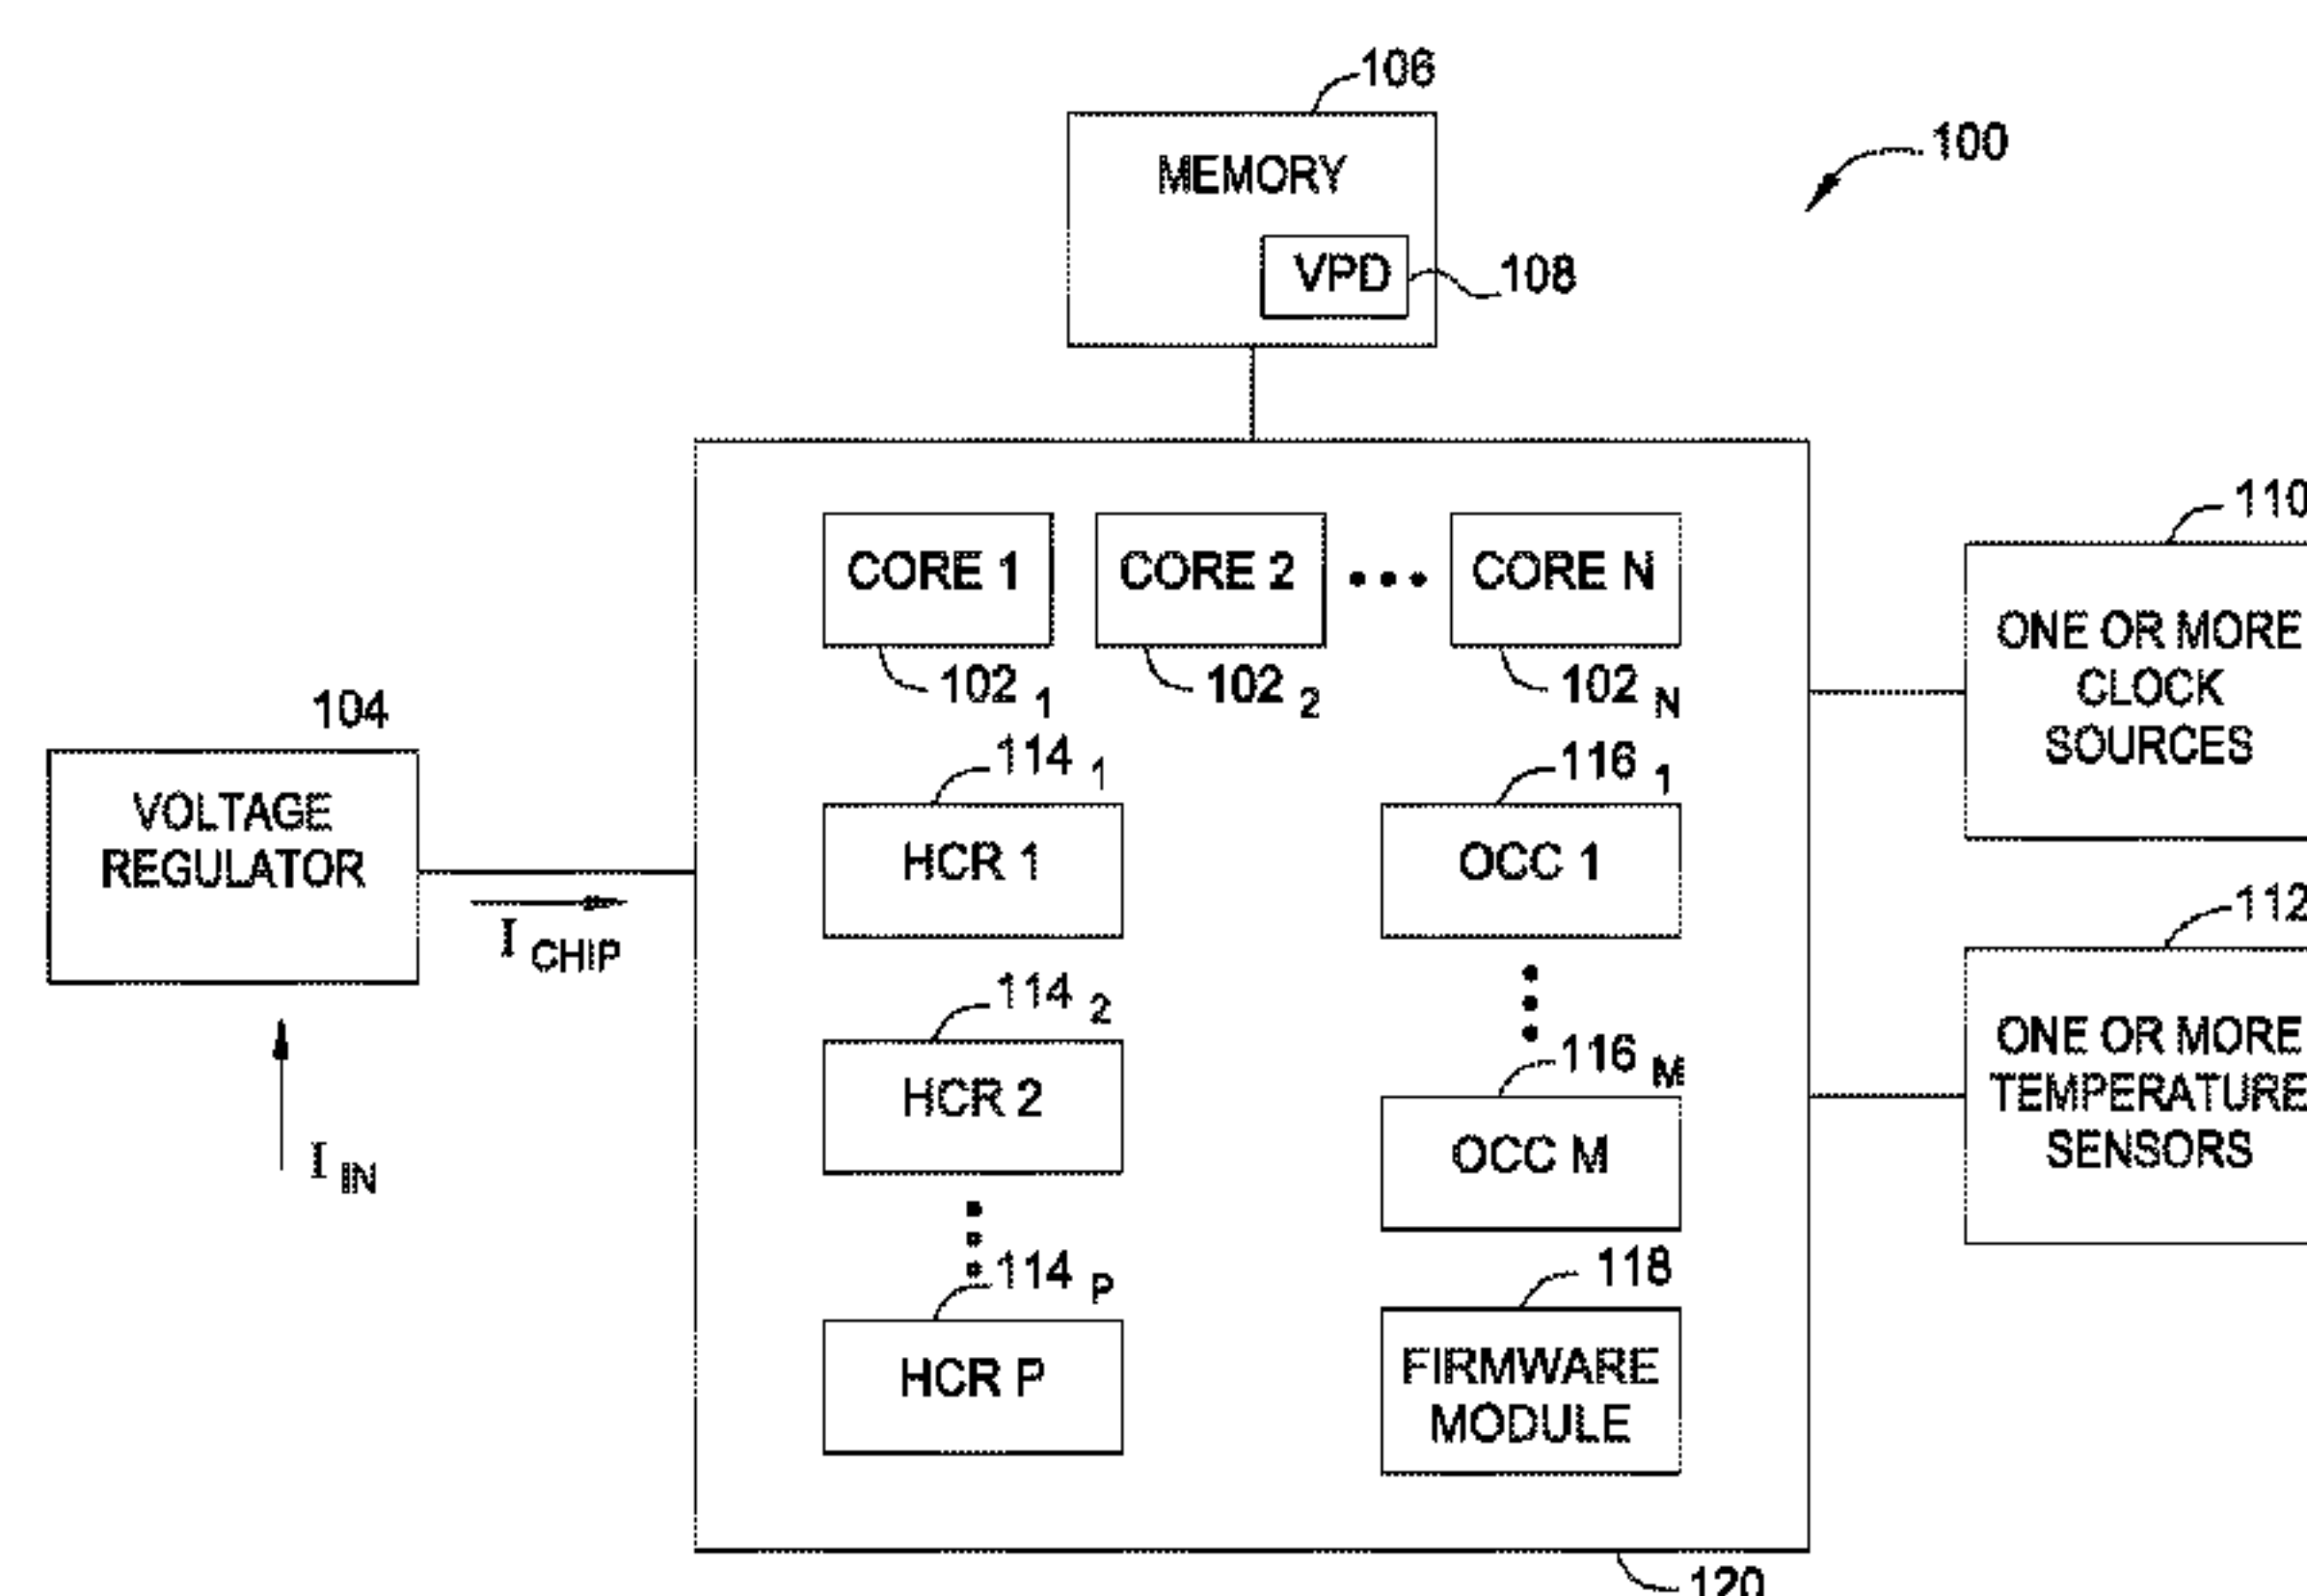 106
100
MEMORY
VPD
108
CORE 1
CORE 2
CORE N
102 1
102 2
102 N
110
ONE OR MORE
CLOCK
SOURCES
104
VOLTAGE
REGULATOR
I CHIP
I IN
114 1
HCR 1
116 1
OCC 1
112
ONE OR MORE
TEMPERATURE
SENSORS
114 2
HCR 2
116 M
OCC M
114 P
HCR P
118
FIRMWARE
MODULE
120